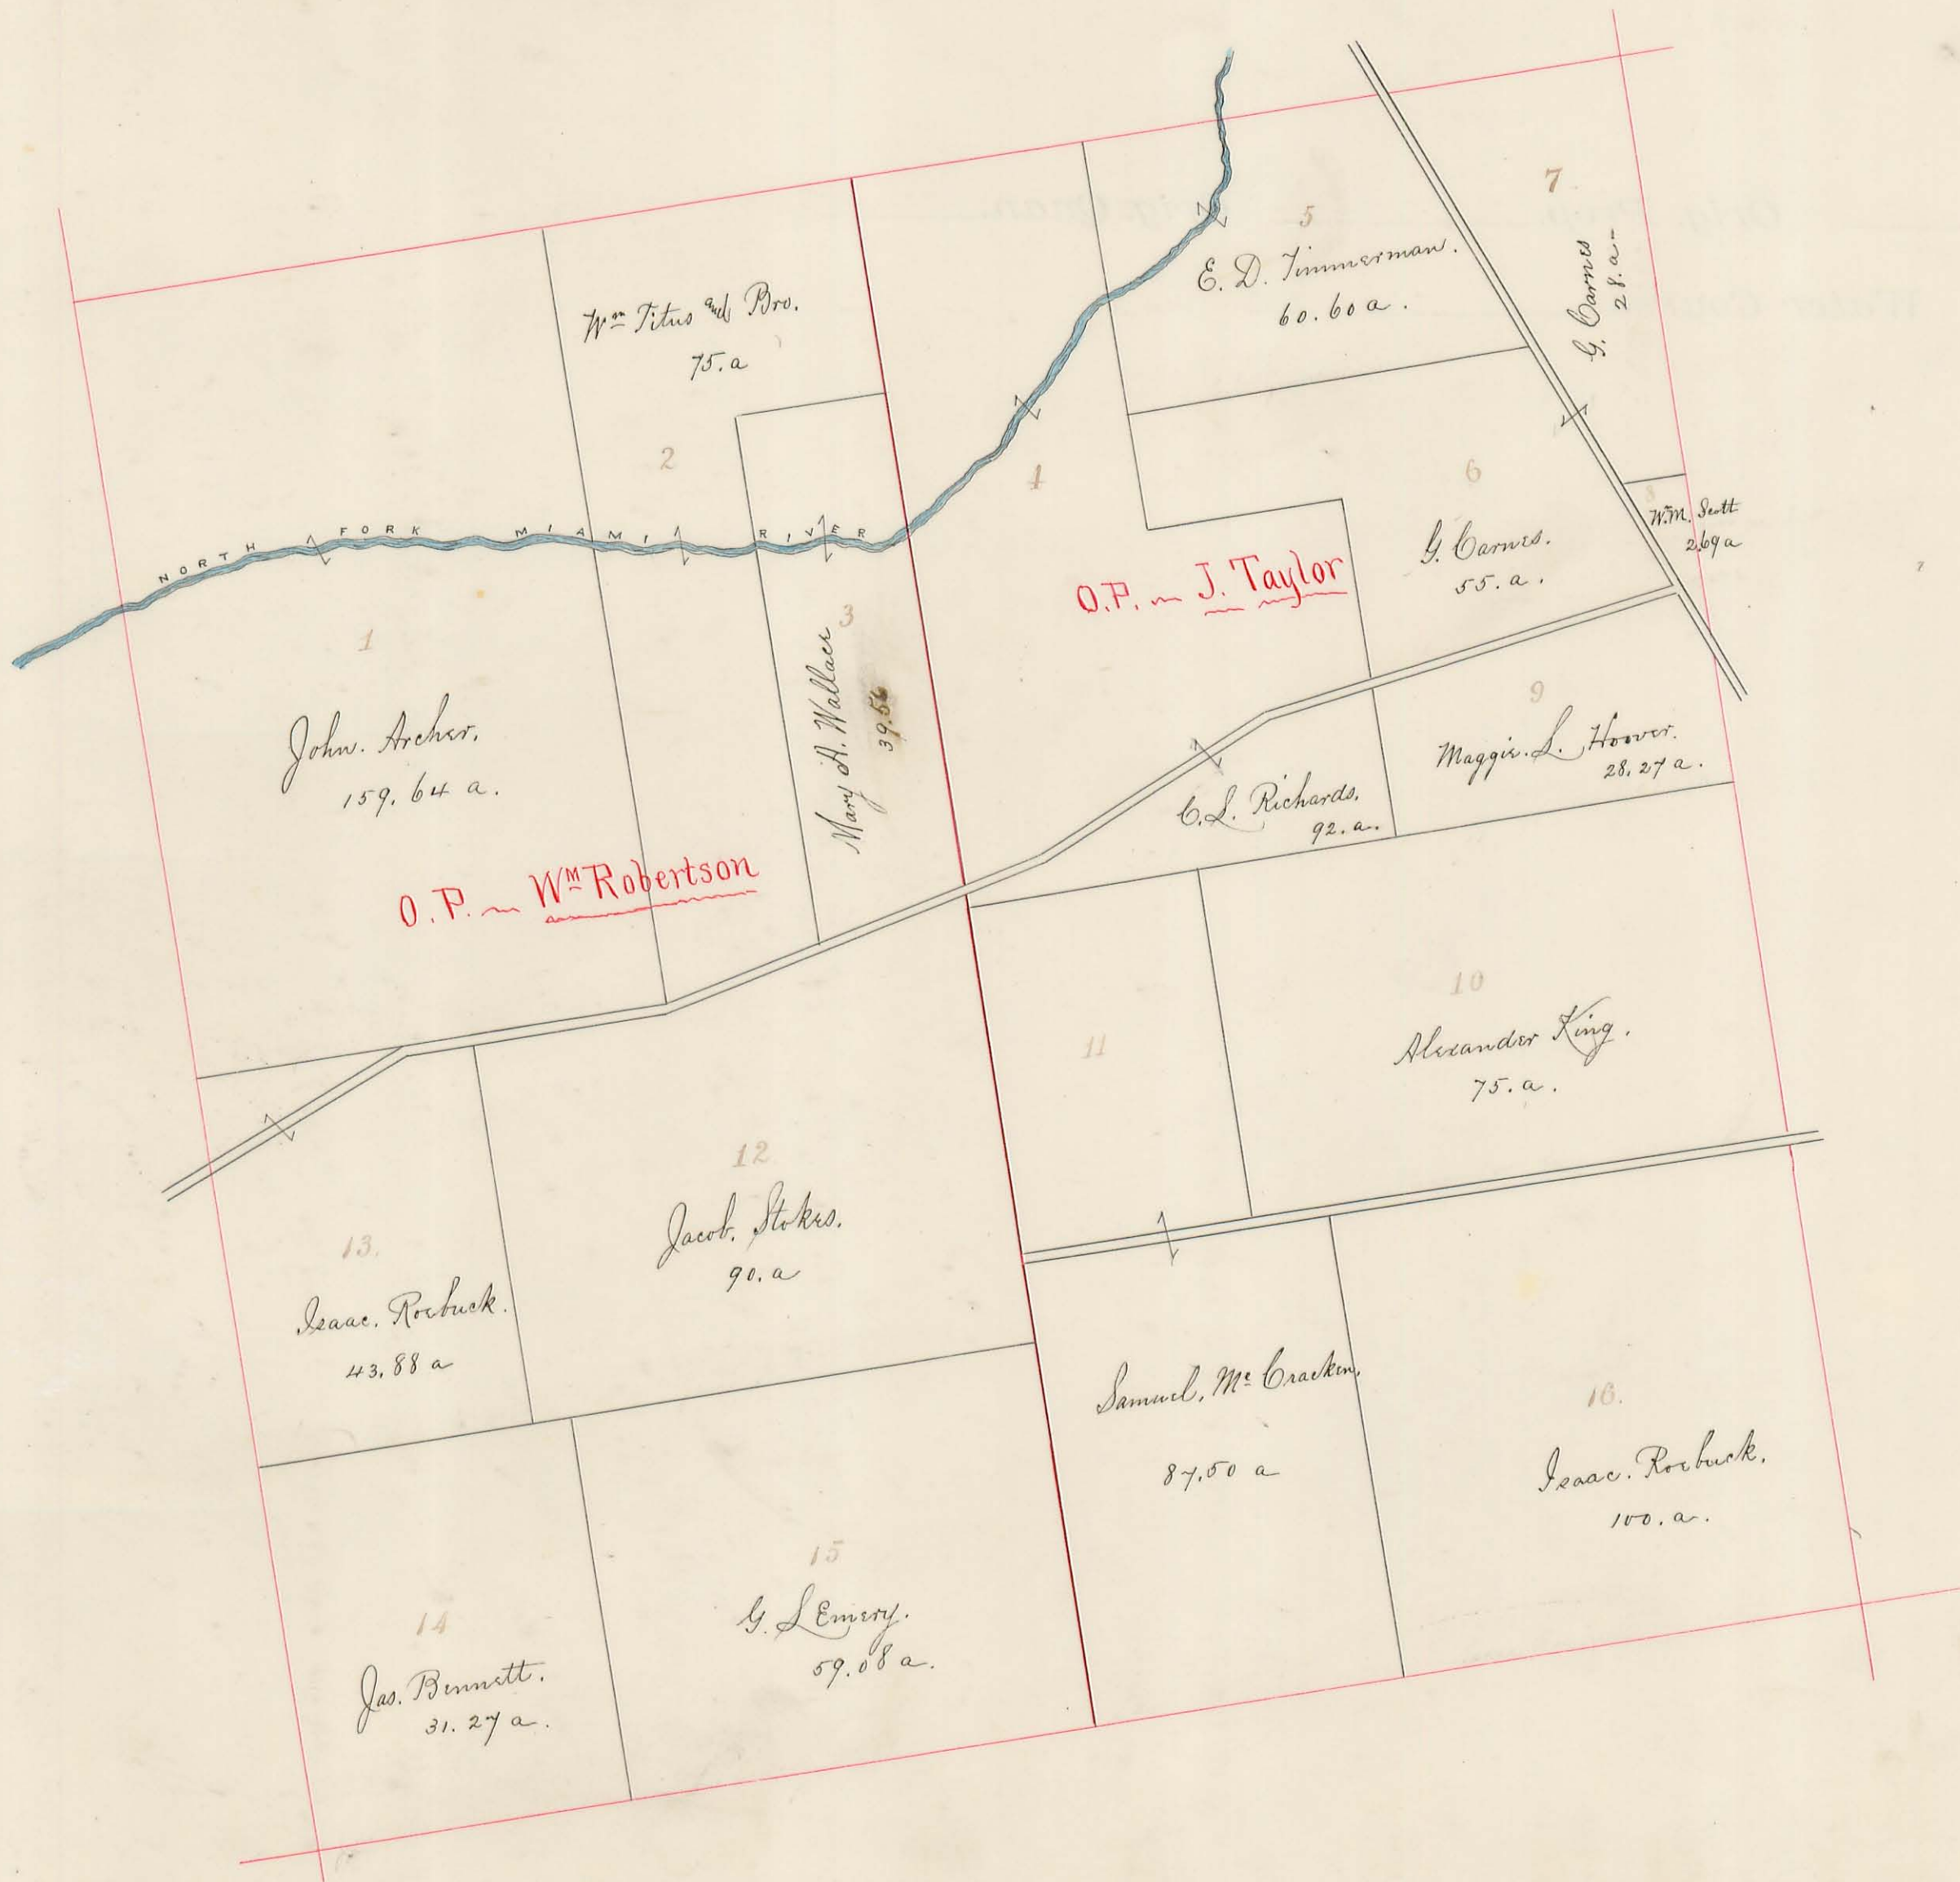 7
G. Carnes
28. a-
5
E. D. Timmerman.
60. 60 a.
Wm Titus and Bro.
75. a
2
4
6
G. Carnes.
55. a.
8
Wm. Scott
2.69 a
NORTH FORK MIAMI RIVER
O.P. – J. Taylor
1
John. Archer.
159. 64 a.
3
Mary A. Wallace
39.56
9
Maggie. L. Hoover.
28.27 a.
C. L. Richards.
92. a.
O.P. – WM Robertson
10
Alexander King.
75. a.
11
12
Jacob. Stokes.
90. a
13.
Isaac. Roebuck.
43.88 a
Samuel. Mc Cracken.
87.50 a
16.
Isaac. Roebuck.
100. a.
15
G. L Emery.
59.08 a.
14
Jas. Bennett.
31. 27 a.